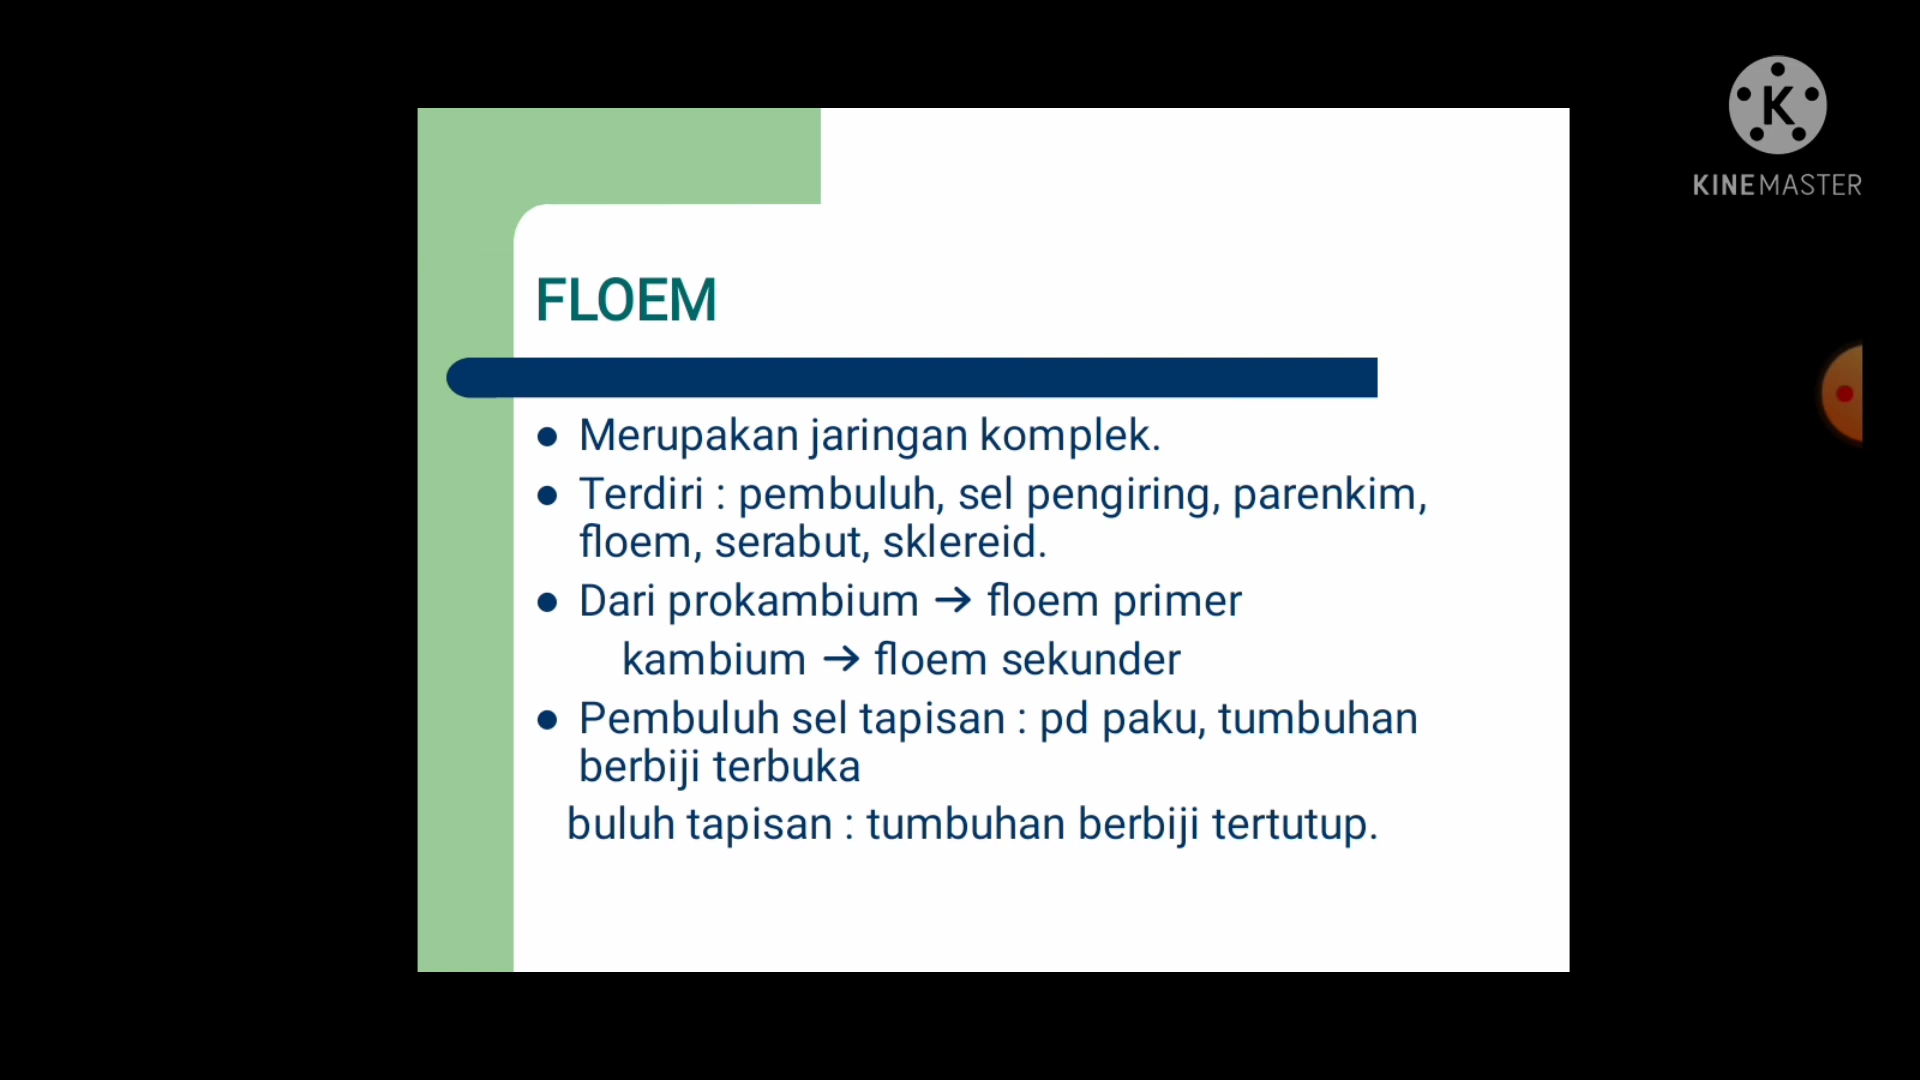 KINEMASTER
FLOEM
● Merupakan jaringan komplek.
● Terdiri : pembuluh, sel pengiring, parenkim,
floem, serabut, sklereid.
● Dari prokambium → floem primer
kambium → floem sekunder
● Pembuluh sel tapisan : pd paku, tumbuhan
berbiji terbuka
buluh tapisan : tumbuhan berbiji tertutup.